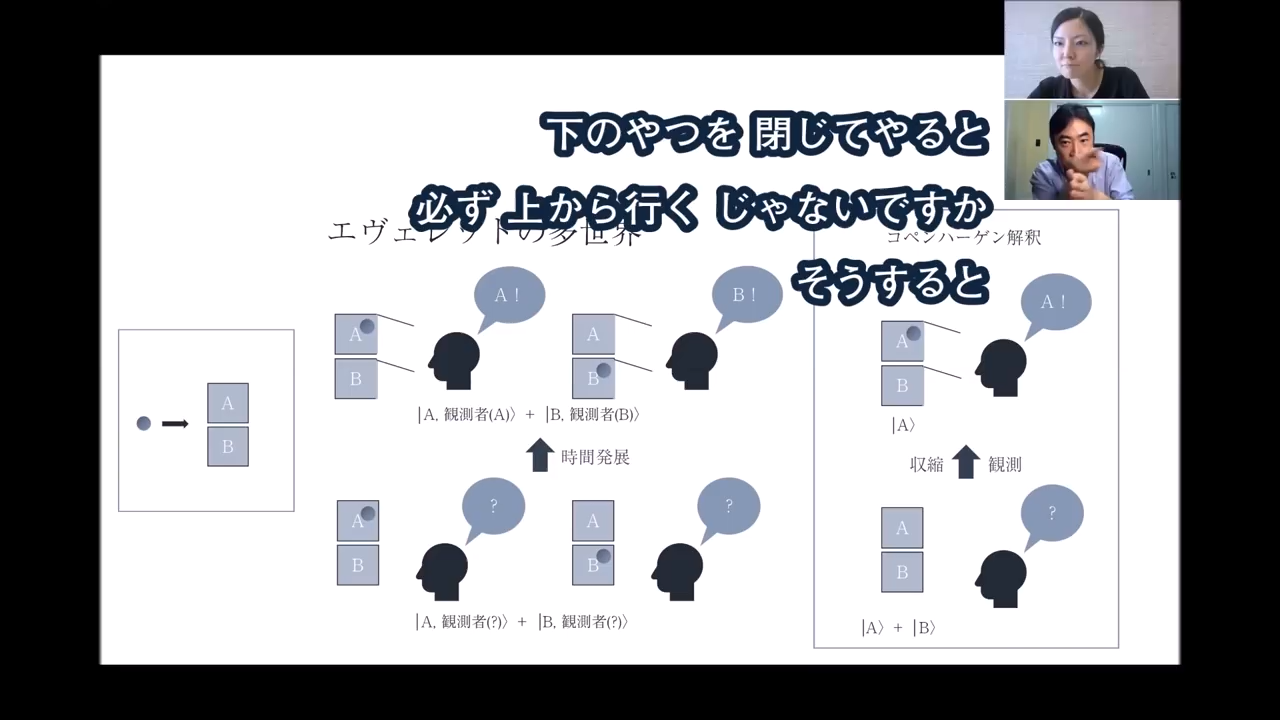 下のやつを 閉じてやると
必ず 上から行く じゃないですか
そうすると
エヴェレットの多世界
コペンハーゲン解釈
A !
B !
A !
A
B
A
B
A
B
|A, 観測者(A)〉 + |B, 観測者(B)〉
|A〉
A
B
時間発展
収縮
観測
?
?
?
A
B
A
B
A
B
|A, 観測者(?)〉 + |B, 観測者(?)〉
|A〉 + |B〉